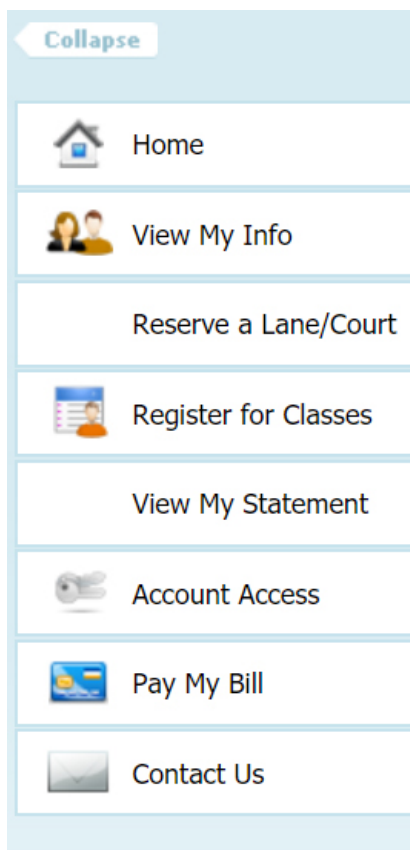 Collapse
Home
View My Info
Reserve a Lane/Court
Register for Classes
View My Statement
Account Access
Pay My Bill
Contact Us